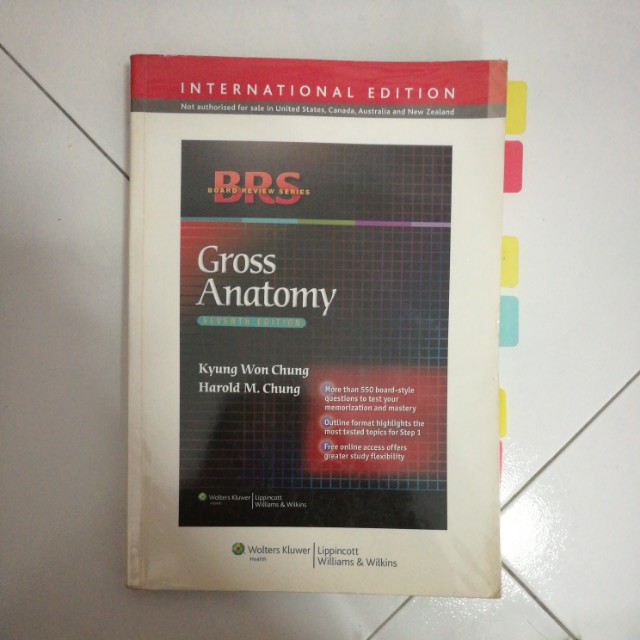 INTERNATIONAL EDITION
Not authorised for sale in United States, Canada, Australia and New Zealand
BRS
BOARD REVIEW SERIES
Gross
Anatomy
SEVENTH EDITION
Kyung Won Chung
Harold M. Chung
More than 550 board-style
questions to test your
memorization and mastery
Outline format highlights the
most tested topics for Step 1
Free online access offers
greater study flexibility
Wolters Kluwer
Health
Lippincott
Williams & Wilkins
Wolters Kluwer
Health
Lippincott
Williams & Wilkins